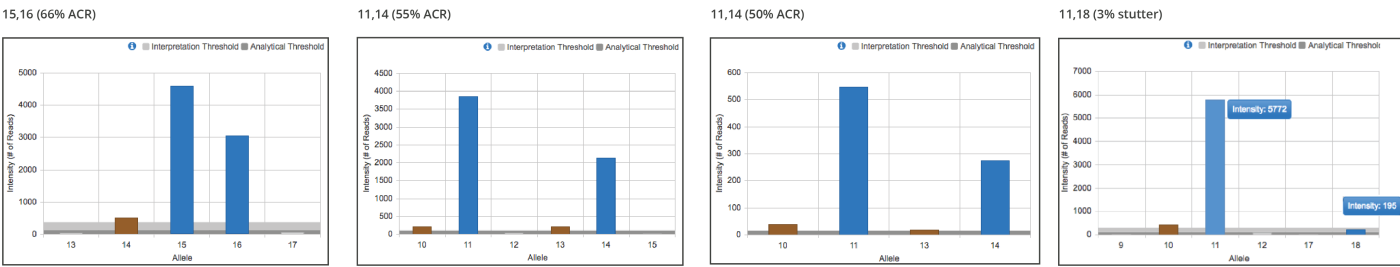 15,16 (66% ACR)
Interpretation Threshold Analytical Threshold
Intensity (# of Reads)
5000
4000
3000
2000
1000
0
13 14 15 16 17
Allele
11,14 (55% ACR)
Interpretation Threshold Analytical Threshold
Intensity (# of Reads)
4500
4000
3500
3000
2500
2000
1500
1000
500
0
10 11 12 13 14 15
Allele
11,14 (50% ACR)
Interpretation Threshold Analytical Threshold
Intensity (# of Reads)
600
500
400
300
200
100
0
10 11 13 14
Allele
11,18 (3% stutter)
Interpretation Threshold Analytical Threshold
Intensity (# of Reads)
7000
6000
5000
4000
3000
2000
1000
0
Intensity: 5772
Intensity: 195
9 10 11 12 17 18
Allele